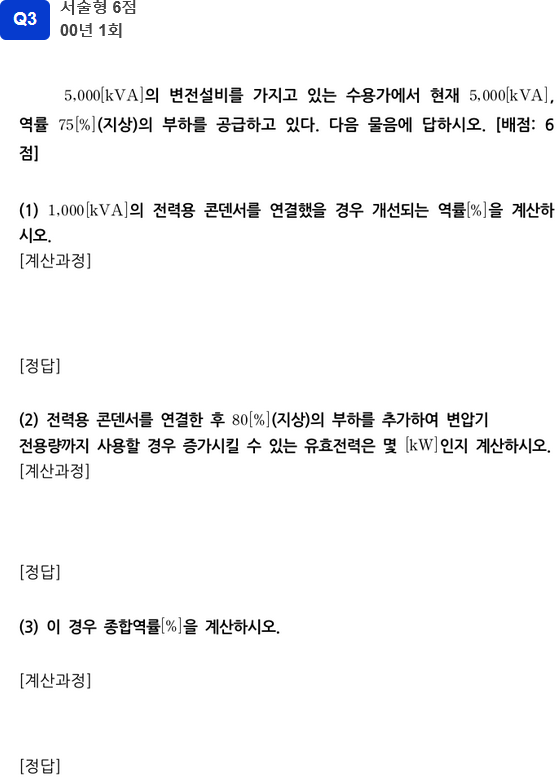 Q3
서술형 6점
00년 1회
5,000[kVA]의 변전설비를 가지고 있는 수용가에서 현재 5,000[kVA],
역률 75[%](지상)의 부하를 공급하고 있다. 다음 물음에 답하시오. [배점: 6
점]
(1) 1,000[kVA]의 전력용 콘덴서를 연결했을 경우 개선되는 역률[%]을 계산하
시오.
[계산과정]
[정답]
(2) 전력용 콘덴서를 연결한 후 80[%](지상)의 부하를 추가하여 변압기
전용량까지 사용할 경우 증가시킬 수 있는 유효전력은 몇 [kW]인지 계산하시오.
[계산과정]
[정답]
(3) 이 경우 종합역률[%]을 계산하시오.
[계산과정]
[정답]